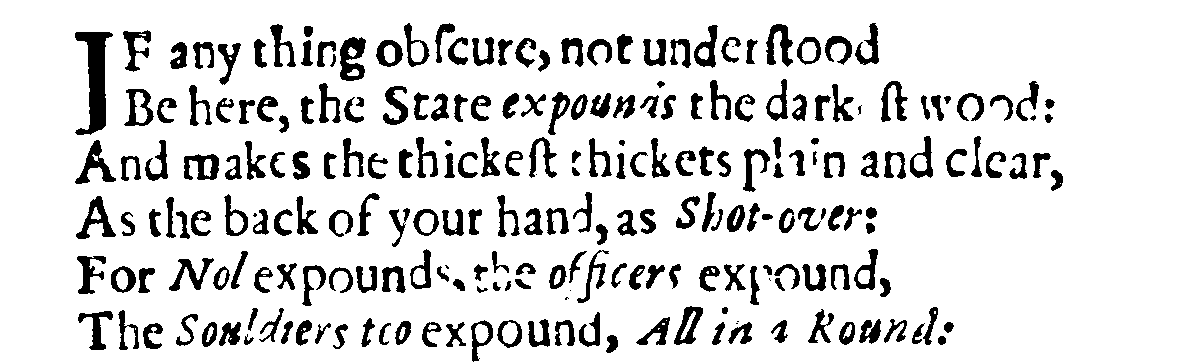 IF any thing obſcure, not underſtood
Be here, the State expounds the darkeſt wood:
And makes the thickeſt thickets plain and clear,
As the back of your hand, as Shot-over:
For Nol expounds, the officers expound,
The Souldiers too expound, All in a Round: